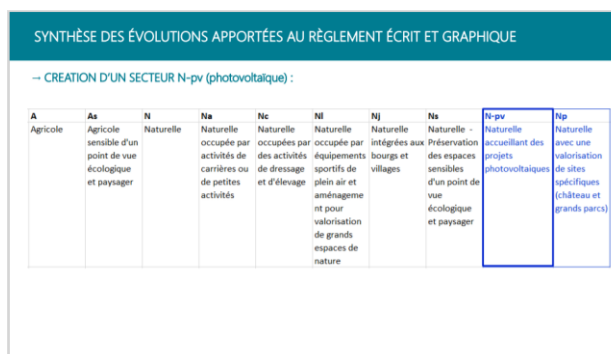 SYNTHÈSE DES ÉVOLUTIONS APPORTÉES AU RÈGLEMENT ÉCRIT ET GRAPHIQUE
→ CREATION D'UN SECTEUR N-pv (photovoltaïque) :
A As N Na Nc Nl Nj Ns N-pv Np
Agricole Agricole Naturelle Naturelle Naturelle Naturelle Naturelle Naturelle - Naturelle Naturelle
sensible d'un occupée par occupées par occupée par intégrées aux Préservation accueillant des avec une
point de vue activités de des activités équipements bourgs et des espaces projets valorisation
écologique carrières ou de dressage sportifs de villages sensibles photovoltaiques de sites
et paysager de petites et d'élevage plein air et d'un point de spécifiques
activités aménageme vue (château et
nt pour écologique grands parcs)
valorisation et paysager
de grands
espaces de
nature